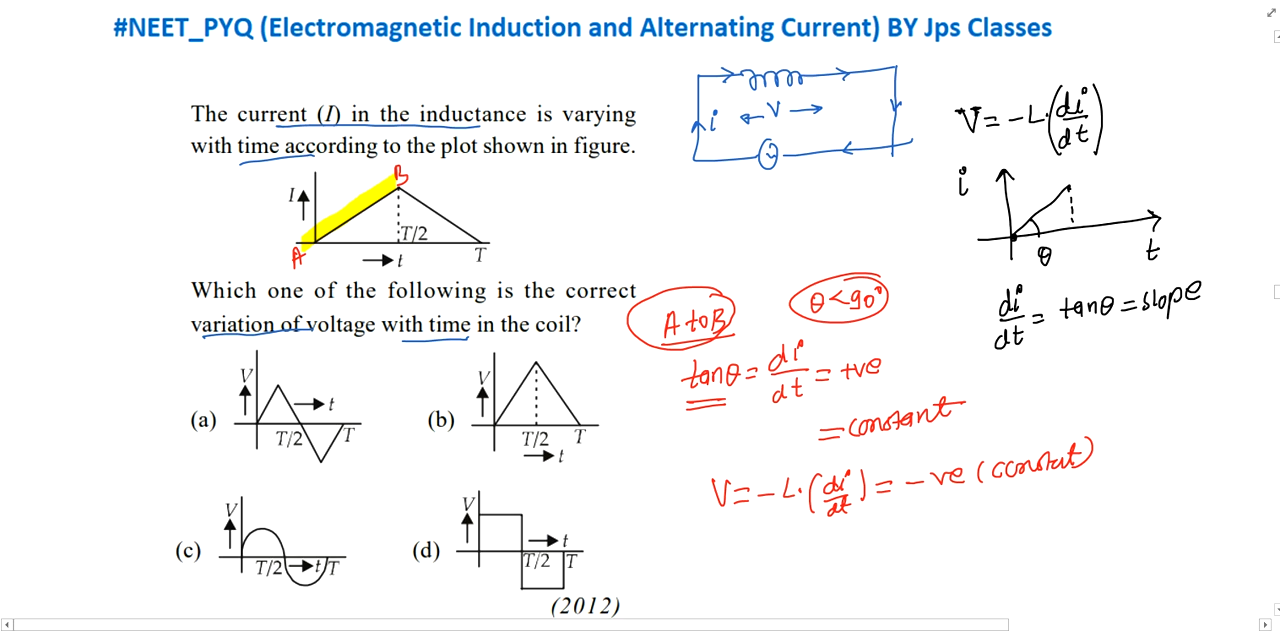 #NEET_PYQ (Electromagnetic Induction and Alternating Current) BY Jps Classes
The current (I) in the inductance is varying
with time according to the plot shown in figure.
I
A
B
T/2
t
T
Which one of the following is the correct
variation of voltage with time in the coil?
(a)
V
t
T/2
T
(b)
V
T/2
T
t
(c)
V
T/2
t
T
(d)
V
t
T/2
T
(2012)
i
V
V = -L.(di/dt)
i
θ
t
di/dt = tanθ = slope
A to B
θ<90°
tanθ = di/dt = +ve
= constant
V = -L.(di/dt) = -ve (constat)